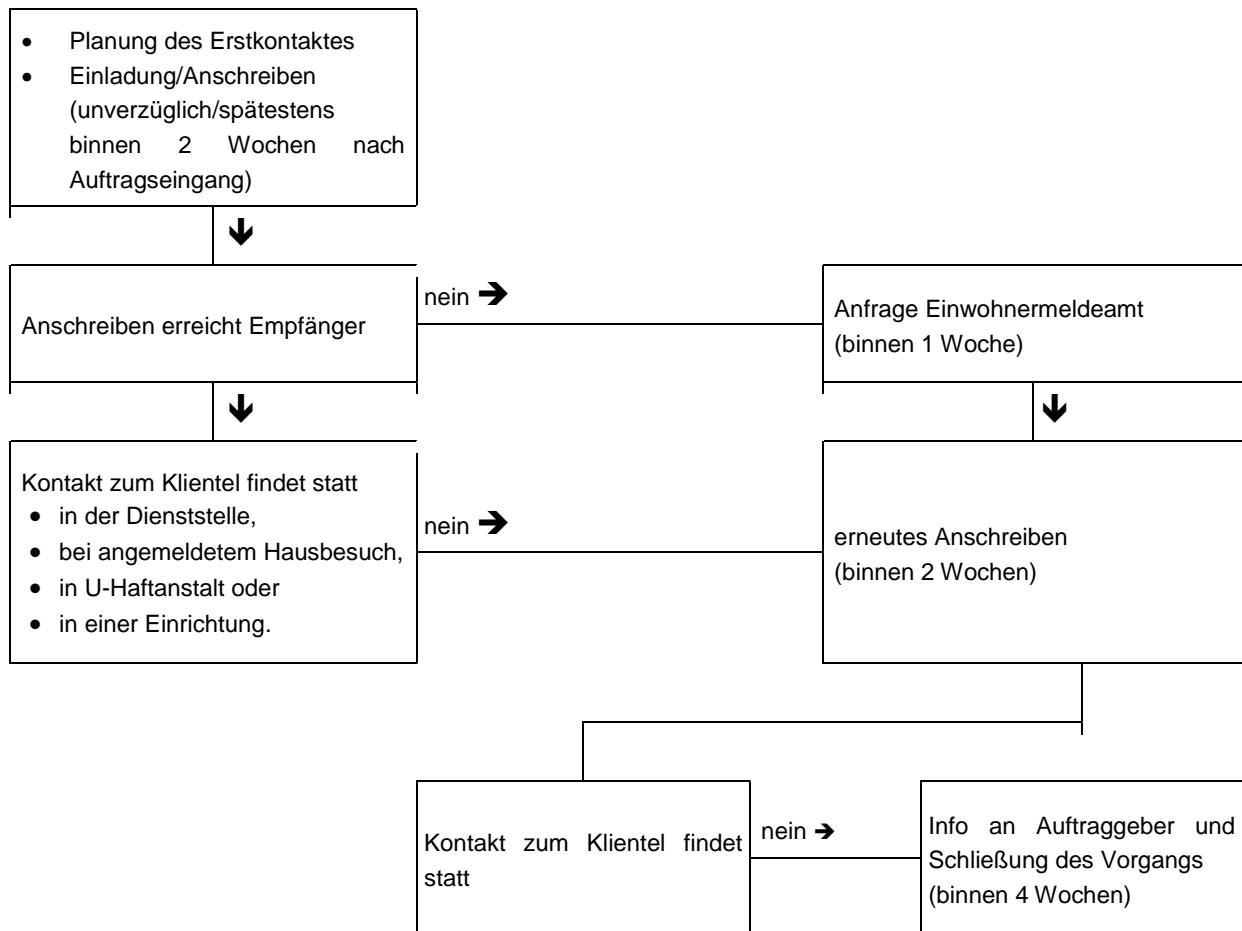 • Planung des Erstkontaktes
• Einladung/Anschreiben
(unverzüglich/spätestens
binnen 2 Wochen nach
Auftragseingang)
Anschreiben erreicht Empfänger
nein
Anfrage Einwohnermeldeamt
(binnen 1 Woche)
Kontakt zum Klientel findet statt
• in der Dienststelle,
• bei angemeldetem Hausbesuch,
• in U-Haftanstalt oder
• in einer Einrichtung.
nein
erneutes Anschreiben
(binnen 2 Wochen)
Kontakt zum Klientel findet
statt
nein
Info an Auftraggeber und
Schließung des Vorgangs
(binnen 4 Wochen)